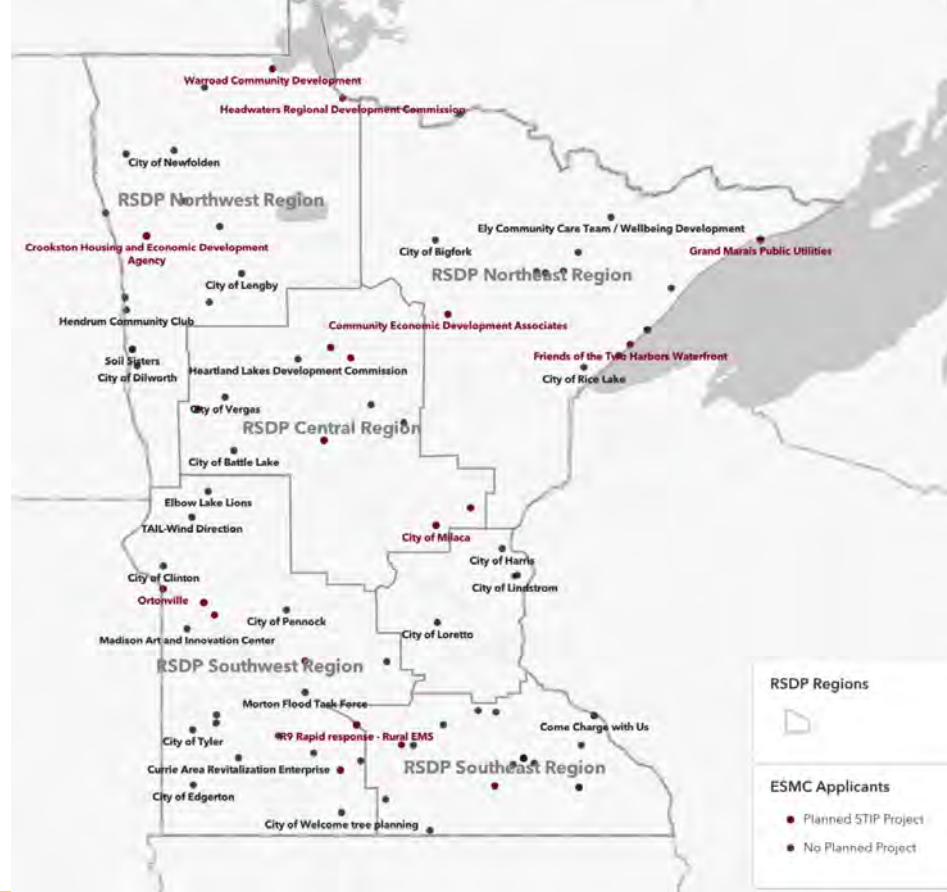 Warroad Community Development
Headwaters Regional Development Commission
City of Newfolden
RSDP Northwest Region
Ely Community Care Team / Wellbeing Development
Crookston Housing and Economic Development
Agency
City of Bigfork
Grand Marais Public Utilities
RSDP Northeast Region
City of Lengby
Hendrum Community Club
Community Economic Development Associates
Soil Sisters
Heartland Lakes Development Commission
Friends of the Two Harbors Waterfront
City of Dilworth
City of Rice Lake
City of Vergas
RSDP Central Region
City of Battle Lake
Elbow Lake Lions
TAIL-Wind Direction
City of Milaca
City of Harris
City of Clinton
City of Lindstrom
Ortonville
City of Pennock
City of Loretto
Madison Art and Innovation Center
RSDP Southwest Region
Morton Flood Task Force
Come Charge with Us
City of Tyler
R9 Rapid response - Rural EMS
Currie Area Revitalization Enterprise
RSDP Southeast Region
City of Edgerton
City of Welcome tree planning
RSDP Regions
ESMC Applicants
Planned STIP Project
No Planned Project